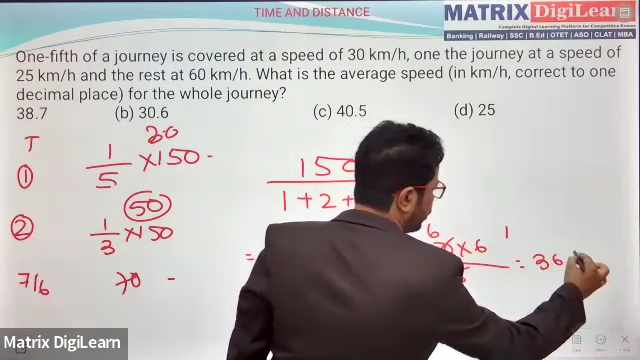 TIME AND DISTANCE
MATRIX DigiLearn
Complete Digital Learning Platform for Competitive Exams
Banking | Railway | SSC | B.Ed | OTET | ASO | CLAT | MBA
One-fifth of a journey is covered at a speed of 30 km/h, one the journey at a speed of
25 km/h and the rest at 60 km/h. What is the average speed (in km/h, correct to one
decimal place) for the whole journey?
38.7 (b) 30.6 (c) 40.5 (d) 25
T
30
1/5 × 150 -
1
50
2
1/3 × 150
7/6
70 -
150
1 + 2 +
=
6
× 6 1
= 36
Matrix DigiLearn